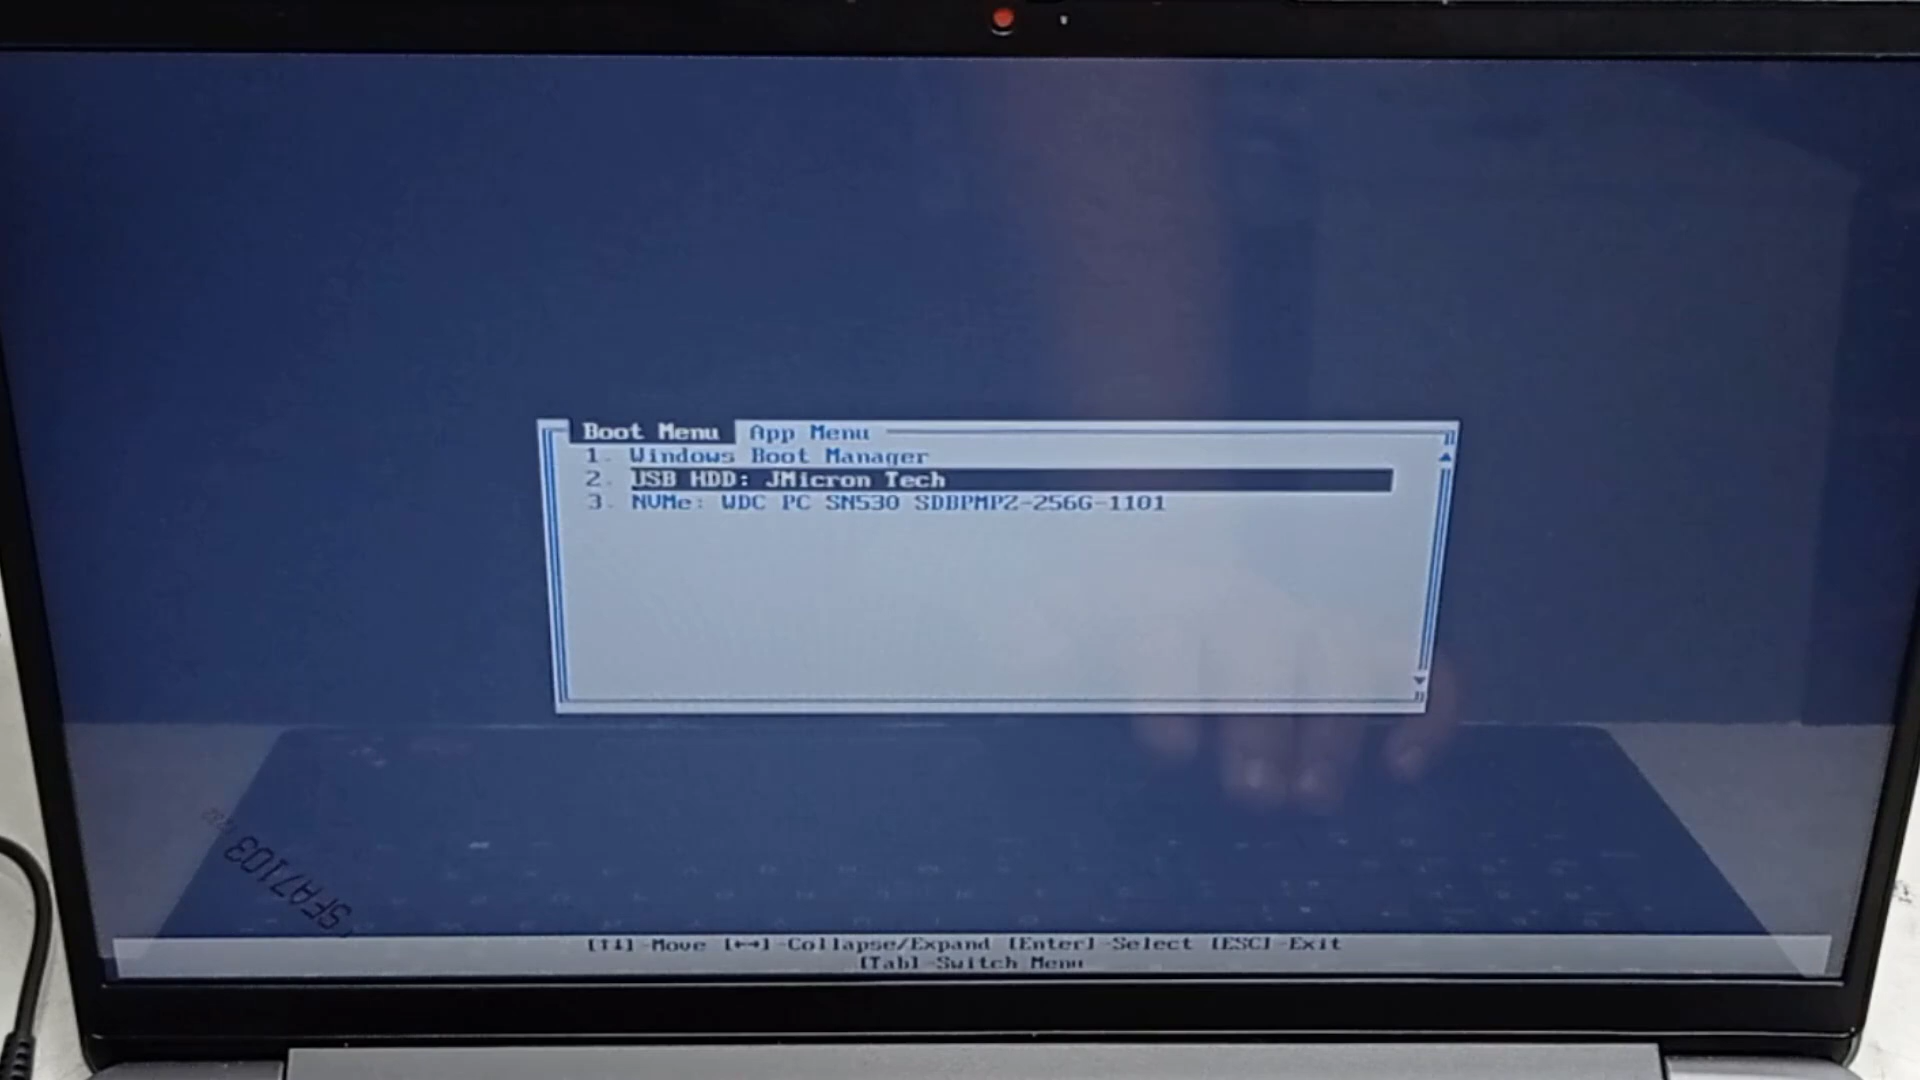 Boot Menu App Menu
1. Windows Boot Manager
2. USB HDD: JMicron Tech
3. NVMe: WDC PC SN530 SDBPMPZ-256G-1101
SFA7103
[↑↓]-Move [←→]-Collapse/Expand [Enter]-Select [ESC]-Exit
[Tab]-Switch Menu